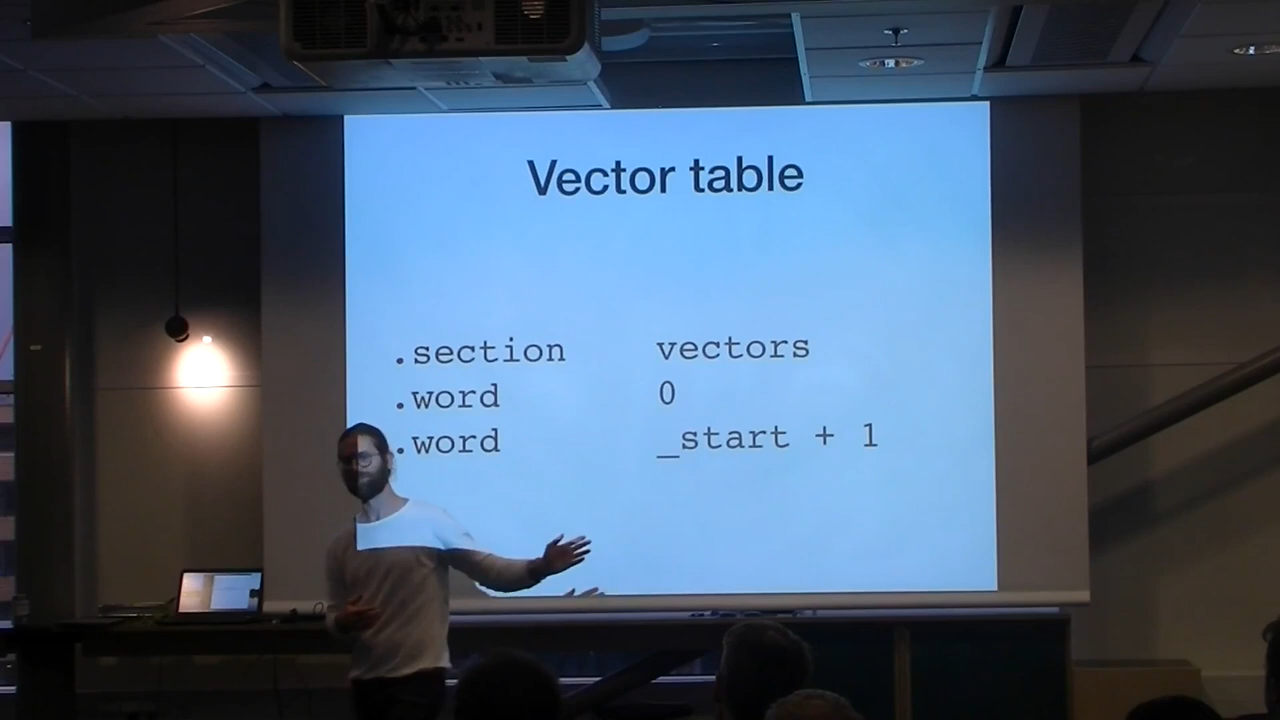 Vector table
.section vectors
.word 0
.word _start + 1